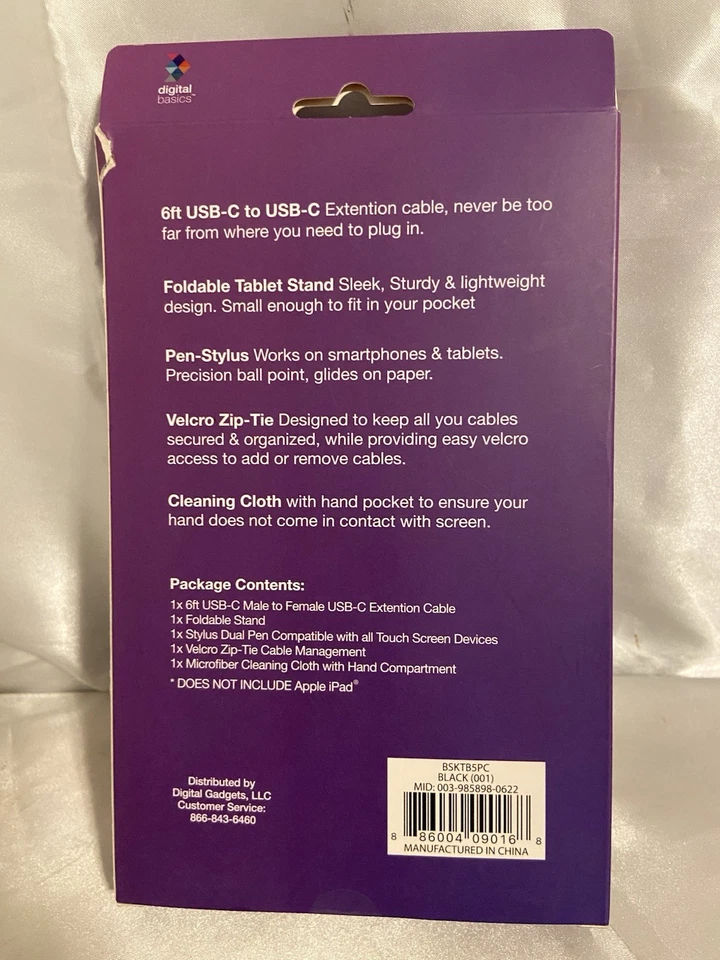 digital
basics™
6ft USB-C to USB-C Extention cable, never be too
far from where you need to plug in.
Foldable Tablet Stand Sleek, Sturdy & lightweight
design. Small enough to fit in your pocket
Pen-Stylus Works on smartphones & tablets.
Precision ball point, glides on paper.
Velcro Zip-Tie Designed to keep all you cables
secured & organized, while providing easy velcro
access to add or remove cables.
Cleaning Cloth with hand pocket to ensure your
hand does not come in contact with screen.
Package Contents:
1x 6ft USB-C Male to Female USB-C Extention Cable
1x Foldable Stand
1x Stylus Dual Pen Compatible with all Touch Screen Devices
1x Velcro Zip-Tie Cable Management
1x Microfiber Cleaning Cloth with Hand Compartment
* DOES NOT INCLUDE Apple iPad®
Distributed by
Digital Gadgets, LLC
Customer Service:
866-843-6460
BSKTB5PC
BLACK (001)
MID: 003-985898-0622
8 86004 09016 8
MANUFACTURED IN CHINA